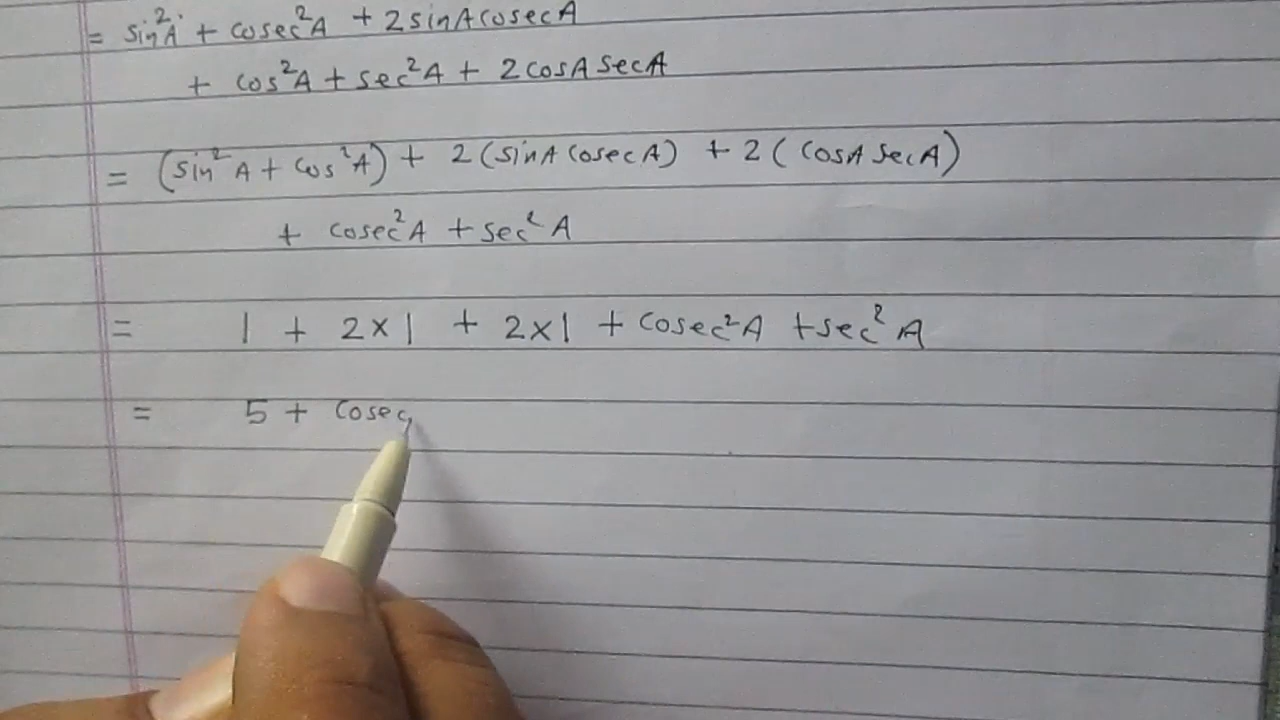 = sin²A + cosec²A + 2sinAcosecA
+ cos²A + sec²A + 2cosA secA
= (sin²A + cos²A) + 2(sinA cosecA) + 2(cosA secA)
+ cosec²A + sec²A
= 1 + 2×1 + 2×1 + cosec²A + sec²A
= 5 + cosec